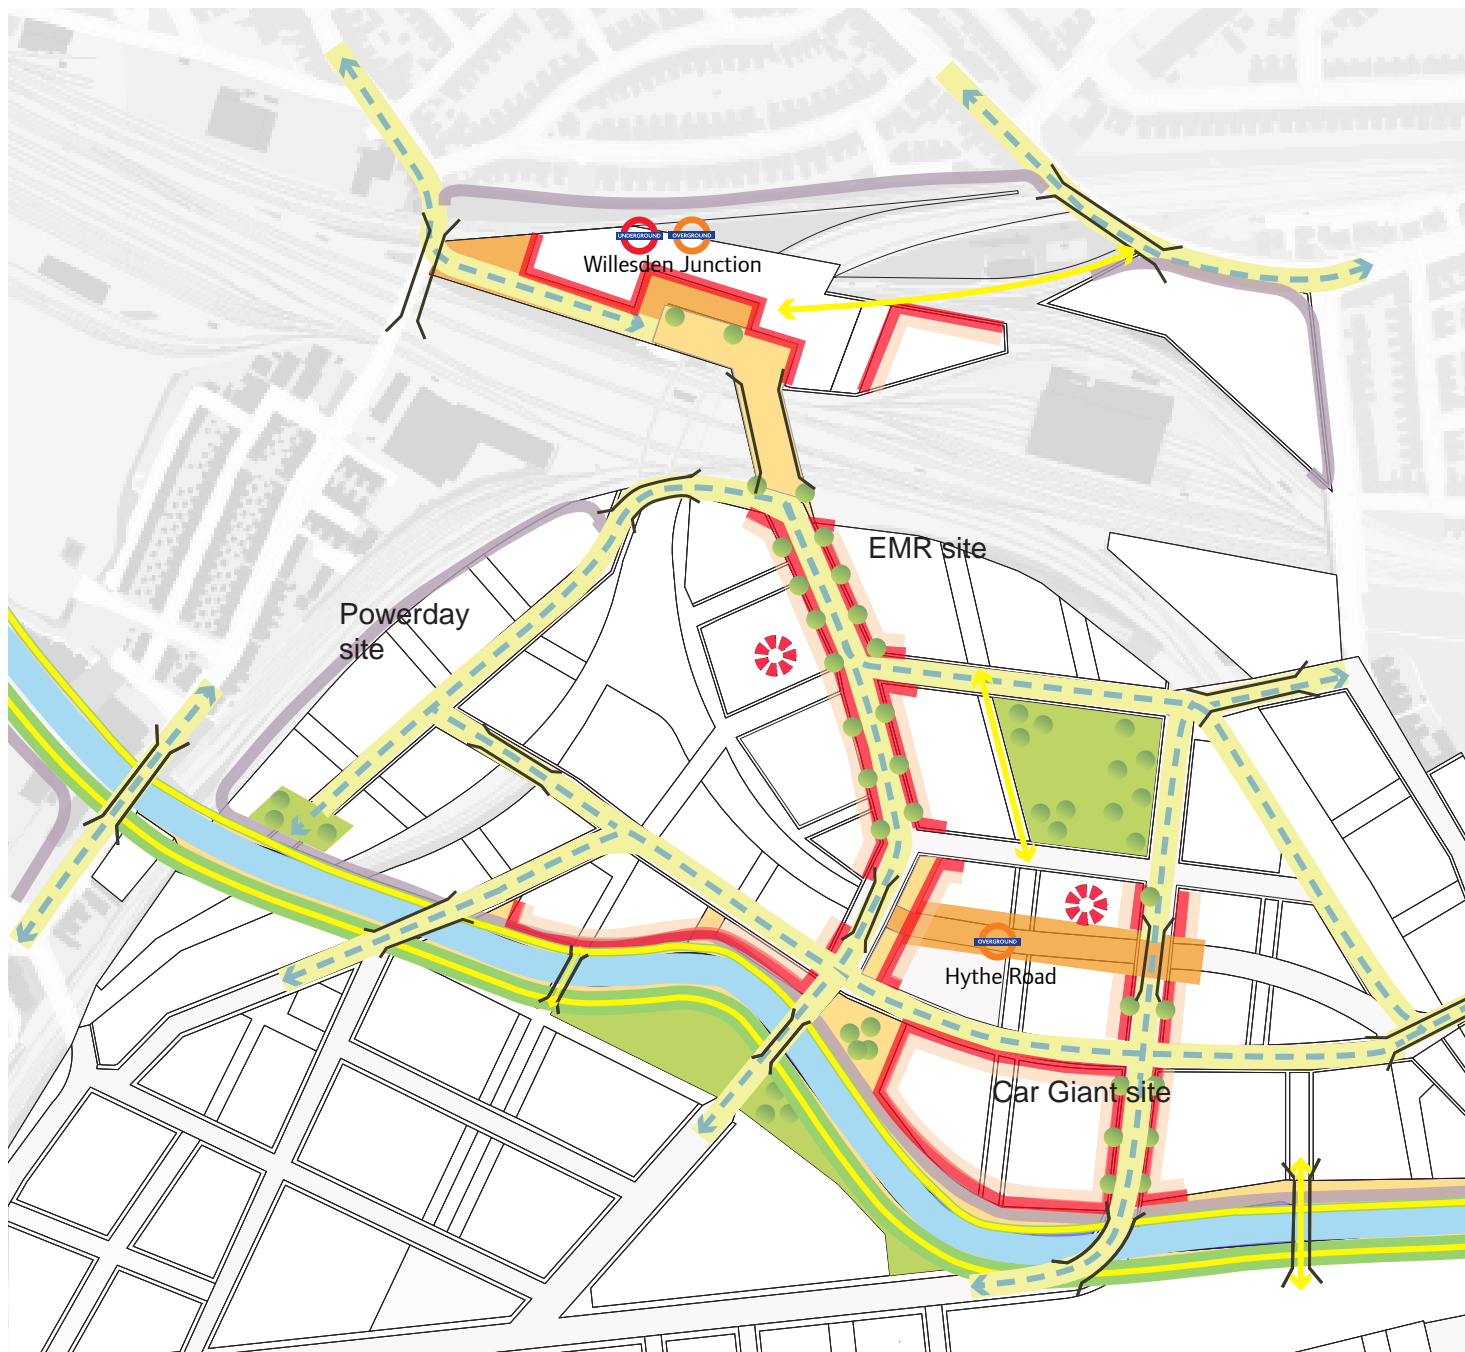 UNDERGROUND
OVERGROUND
Willesden Junction
EMR site
Powerday
site
OVERGROUND
Hythe Road
Car Giant site